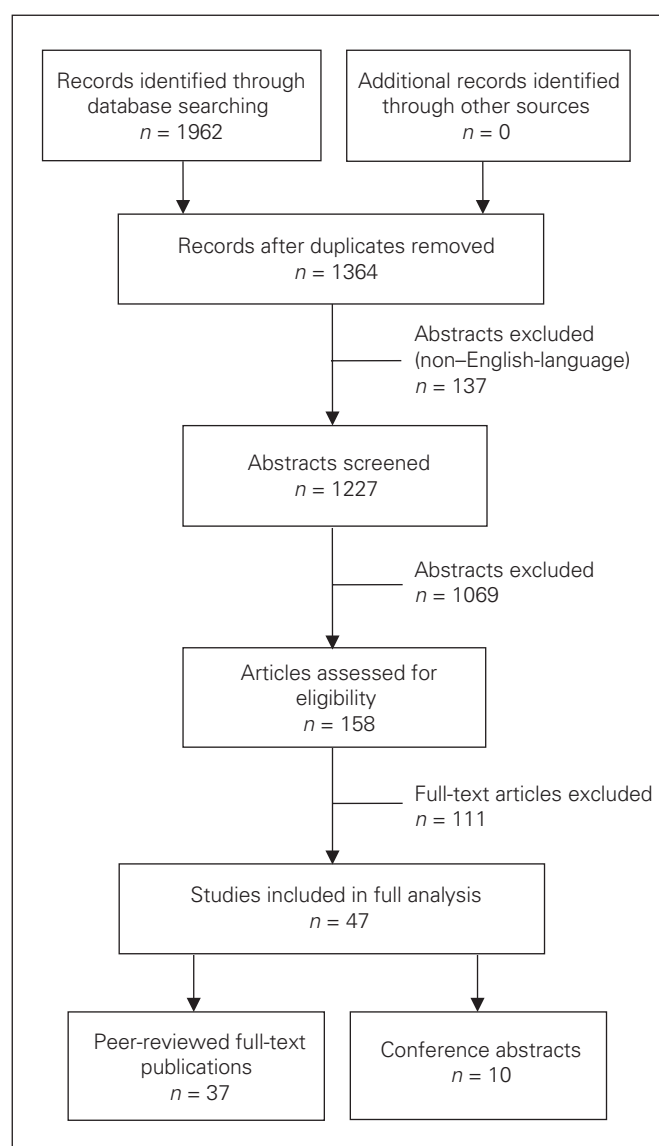 Records identified through
database searching
n = 1962
Additional records identified
through other sources
n = 0
Records after duplicates removed
n = 1364
Abstracts excluded
(non–English-language)
n = 137
Abstracts screened
n = 1227
Abstracts excluded
n = 1069
Articles assessed for
eligibility
n = 158
Full-text articles excluded
n = 111
Studies included in full analysis
n = 47
Peer-reviewed full-text
publications
n = 37
Conference abstracts
n = 10